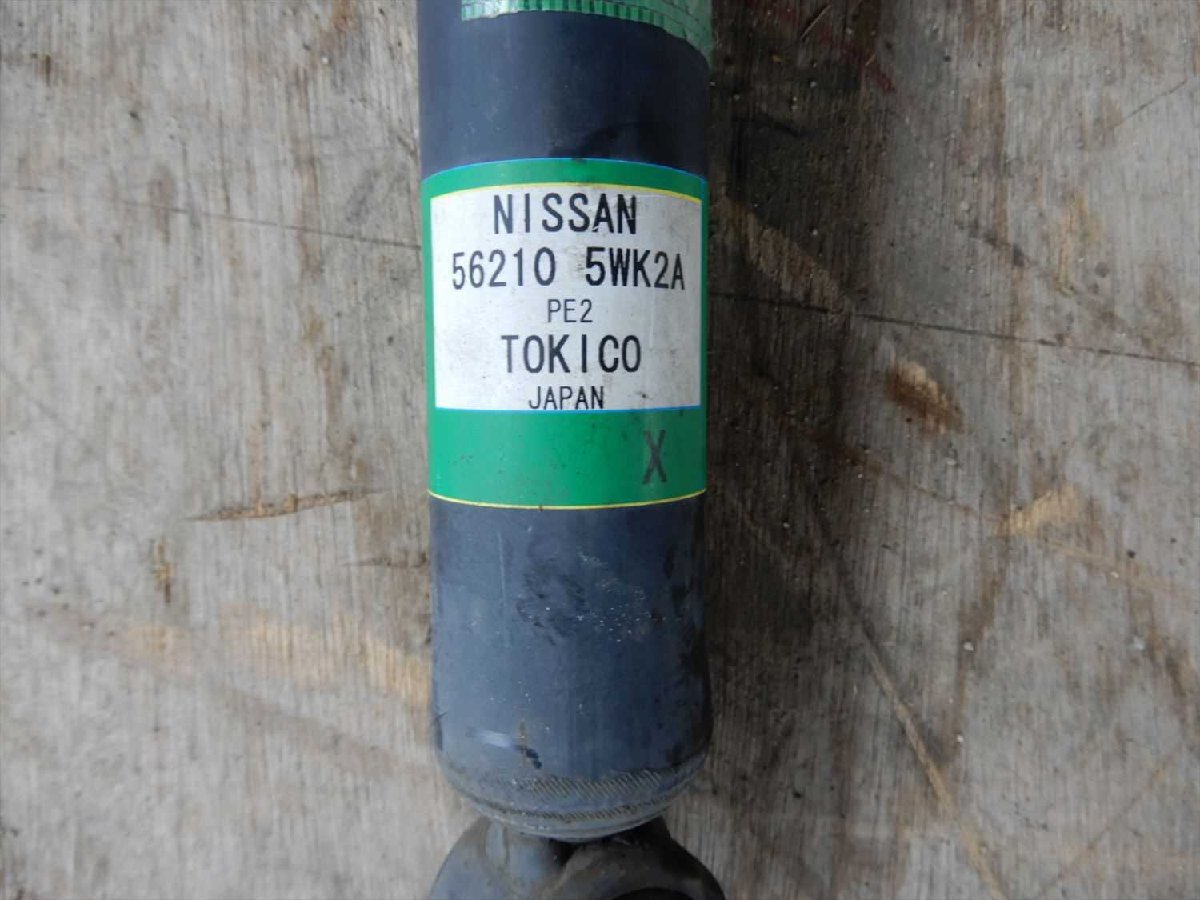 NISSAN
56210 5WK2A
PE2
TOKICO
JAPAN
X